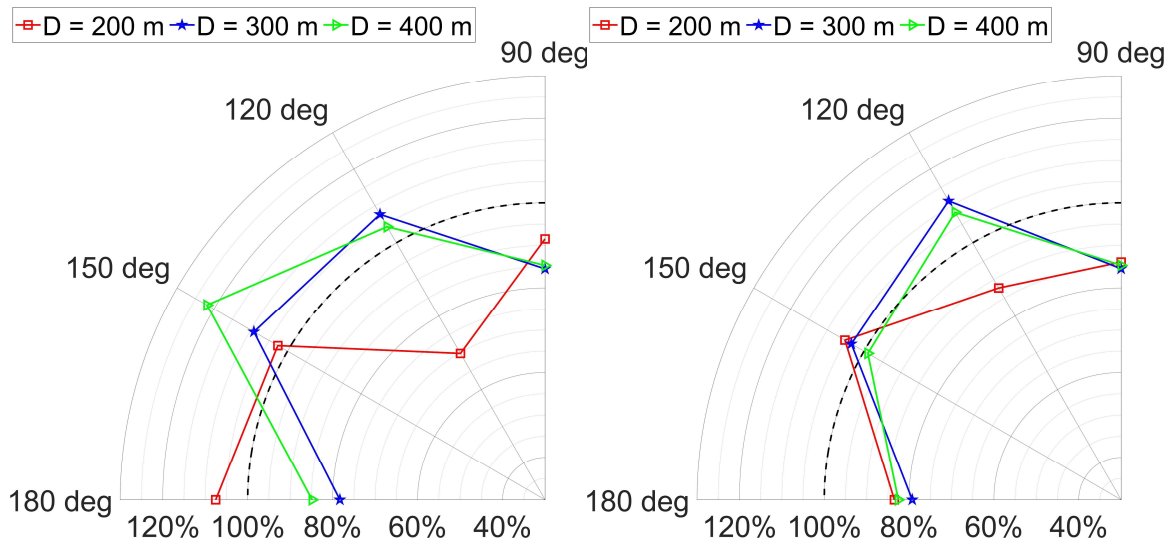 D = 200 m D = 300 m D = 400 m
90 deg
120 deg
150 deg
180 deg
120% 100% 80% 60% 40%
D = 200 m D = 300 m D = 400 m
90 deg
120 deg
150 deg
180 deg
120% 100% 80% 60% 40%